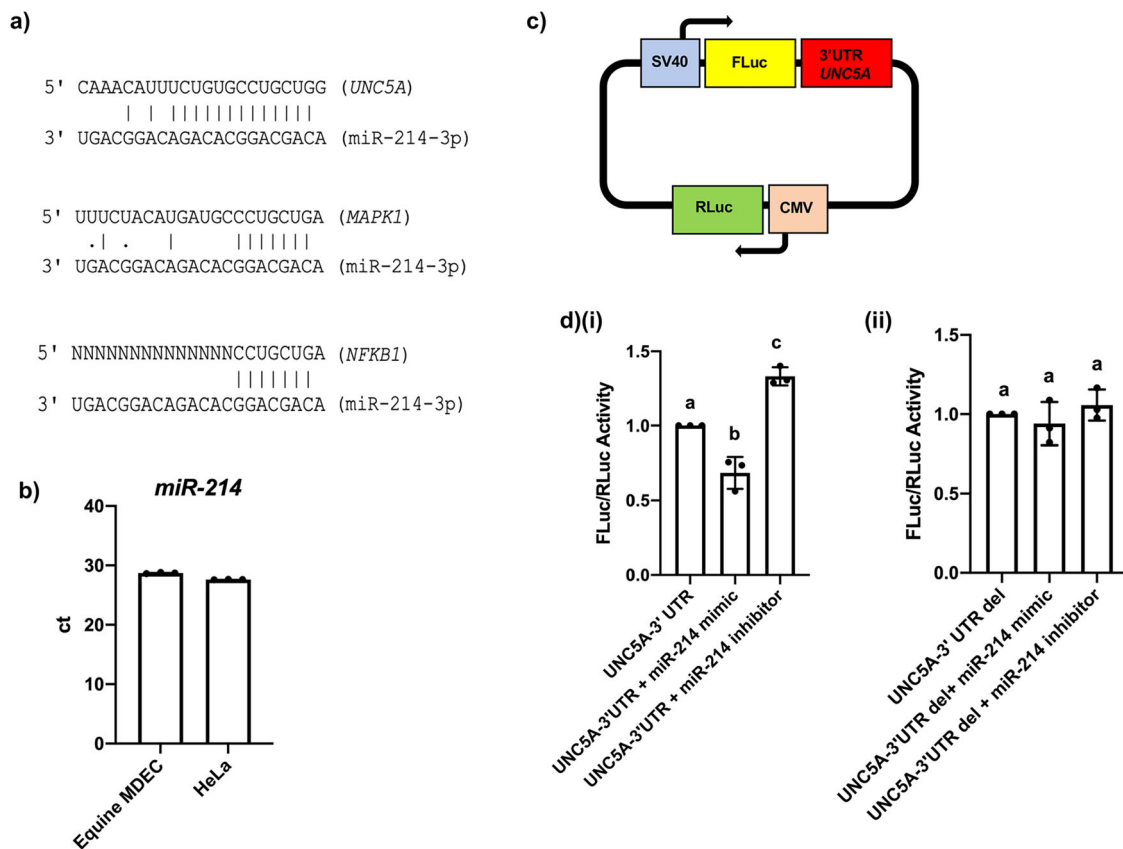 a)
5' CAAACAUUUCUGUGCCUGCUGG (UNC5A)
| | |||||||||||||
3' UGACGGACAGACACGGACGACA (miR-214-3p)
5' UUUCUACAUGAUGCCCUGCUGA (MAPK1)
.| . | |||||||
3' UGACGGACAGACACGGACGACA (miR-214-3p)
5' NNNNNNNNNNNNNNCCUGCUGA (NFKB1)
|||||||
3' UGACGGACAGACACGGACGACA (miR-214-3p)
b)
miR-214
40
30
20
10
0
ct
Equine MDEC
HeLa
c)
SV40
FLuc
3'UTR
UNC5A
RLuc
CMV
d)(i)
1.5
1.0
0.5
0.0
FLuc/RLuc Activity
a
b
c
UNC5A-3' UTR
UNC5A-3'UTR + miR-214 mimic
UNC5A-3'UTR + miR-214 inhibitor
(ii)
1.5
1.0
0.5
0.0
FLuc/RLuc Activity
a
a
a
UNC5A-3' UTR del
UNC5A-3'UTR del+ miR-214 mimic
UNC5A-3'UTR del + miR-214 inhibitor